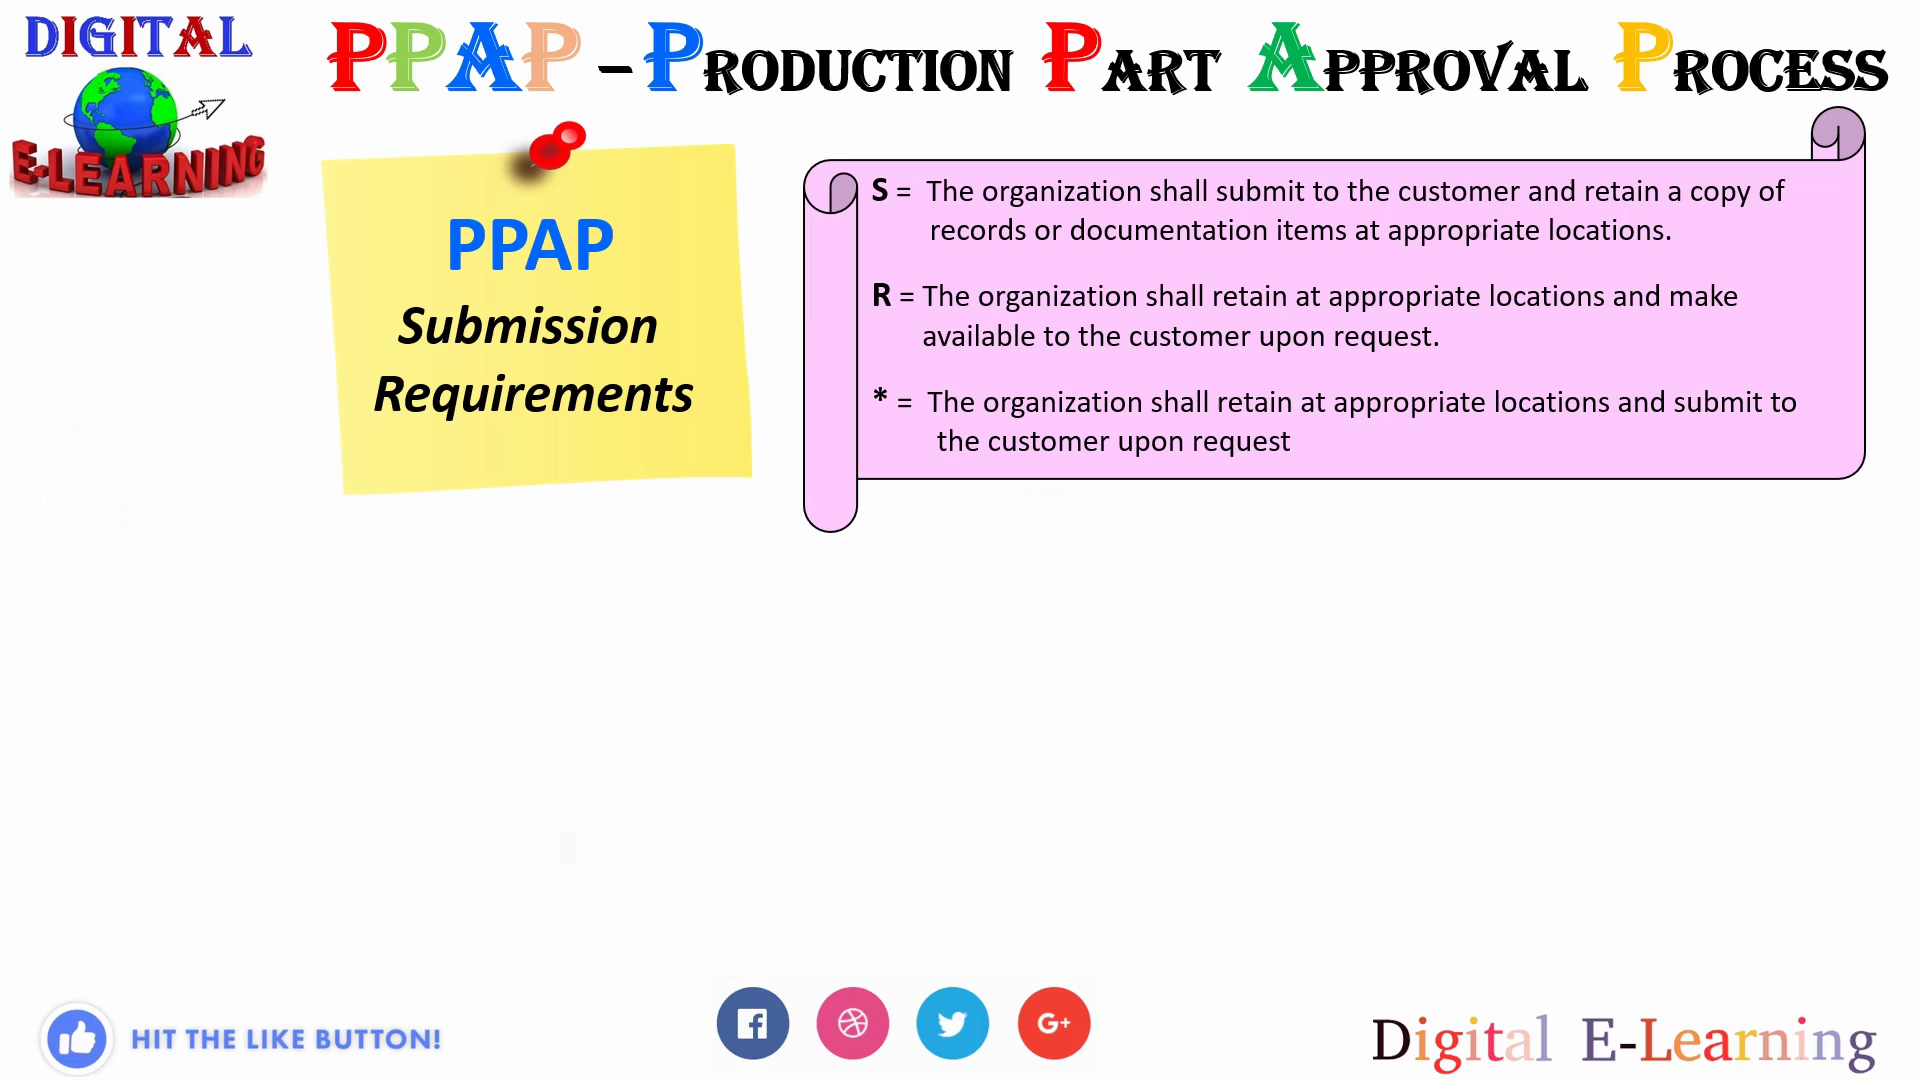 DIGITAL
E-LEARNING
PPAP – Production Part Approval Process
PPAP
Submission
Requirements
S = The organization shall submit to the customer and retain a copy of
records or documentation items at appropriate locations.
R = The organization shall retain at appropriate locations and make
available to the customer upon request.
* = The organization shall retain at appropriate locations and submit to
the customer upon request
HIT THE LIKE BUTTON!
G+
Digital E-Learning